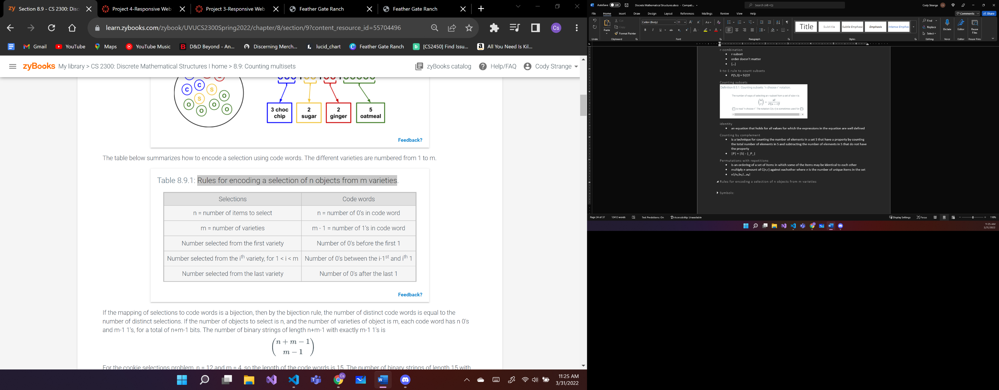 Section 8.9 - CS 2300: Disc
Project 4-Responsive Web
Project 3-Responsive Web
Feather Gate Ranch
Feather Gate Ranch
learn.zybooks.com/zybook/UVUCS2300Spring2022/chapter/8/section/9?content_resource_id=55704496
Cs
Gmail
YouTube
Maps
YouTube Music
D&D Beyond - An...
Discerning Merch...
lucid_chart
Feather Gate Ranch
[CS2450] Find Issu...
All You Need Is Kil...
zyBooks My library > CS 2300: Discrete Mathematical Structures I home > 8.9: Counting multisets
zyBooks catalog
Help/FAQ
Cody Strange
C C S
S O
O O O O
3 choc chip
2 sugar
2 ginger
5 oatmeal
Feedback?
The table below summarizes how to encode a selection using code words. The different varieties are numbered from 1 to m.
Table 8.9.1: Rules for encoding a selection of n objects from m varieties.
Selections Code words
n = number of items to select n = number of 0's in code word
m = number of varieties m - 1 = number of 1's in code word
Number selected from the first variety Number of 0's before the first 1
Number selected from the ith variety, for 1 < i < m Number of 0's between the i-1st and ith 1
Number selected from the last variety Number of 0's after the last 1
Feedback?
If the mapping of selections to code words is a bijection, then by the bijection rule, the number of distinct code words is equal to the
number of distinct selections. If the number of objects to select is n, and the number of varieties of object is m, each code word has n 0's
and m-1 1's, for a total of n+m-1 bits. The number of binary strings of length n+m-1 with exactly m-1 1's is
(n + m − 1
m − 1)
For the cookie selections problem, n = 12 and m = 4, so the length of the code words is 15. The number of binary strings of length 15 with
11:25 AM
3/31/2022
AutoSave Off
Discrete Mathematical Structures.docx - Compati...
Search (Alt+Q)
Cody Strange CS
File Home Insert Draw Design Layout References Mailings Review View Help
Comments Share
Paste
Cut
Copy
Format Painter
Calibri (Body) 11
Title Subtitle Subtle Emphasi Emphasis Intense Emphas
Find
Replace
Select
Dictate
Editor
Reuse Files
Undo Clipboard Font Paragraph Styles Editing Voice Editor Reuse Files
r-combination
• r-subset
• order doesn't matter
• {...}
k-to-1 rule to count subsets
• P(5,3) = 5!/2!
Counting subsets
Definition 8.5.1: Counting subsets: 'n choose r' notation.
The number of ways of selecting an r-subset from a set of size n is
(n r) = n! / r!(n − r)!
(n r) is read "n choose r". The notation C(n, r) is sometimes used for (n r).
identity
• an equation that holds for all values for which the expressions in the equation are well defined
Counting by complement
• is a technique for counting the number of elements in a set S that have a property by counting
the total number of elements in S and subtracting the number of elements in S that do not have
the property
• |P| = |S| - |_P_|
Permutations with repetitions
• is an ordering of a set of items in which some of the items may be identical to each other
• multiply n amount of C(n,r) against eachother where n is the number of unique items in the set
• n!/n₁!n₂!...nₖ!
Rules for encoding a selection of n objects from m varieties
Symbols:
Page 24 of 37 12412 words Text Predictions: On Accessibility: Unavailable
Display Settings Focus 110%
11:25 AM
3/31/2022